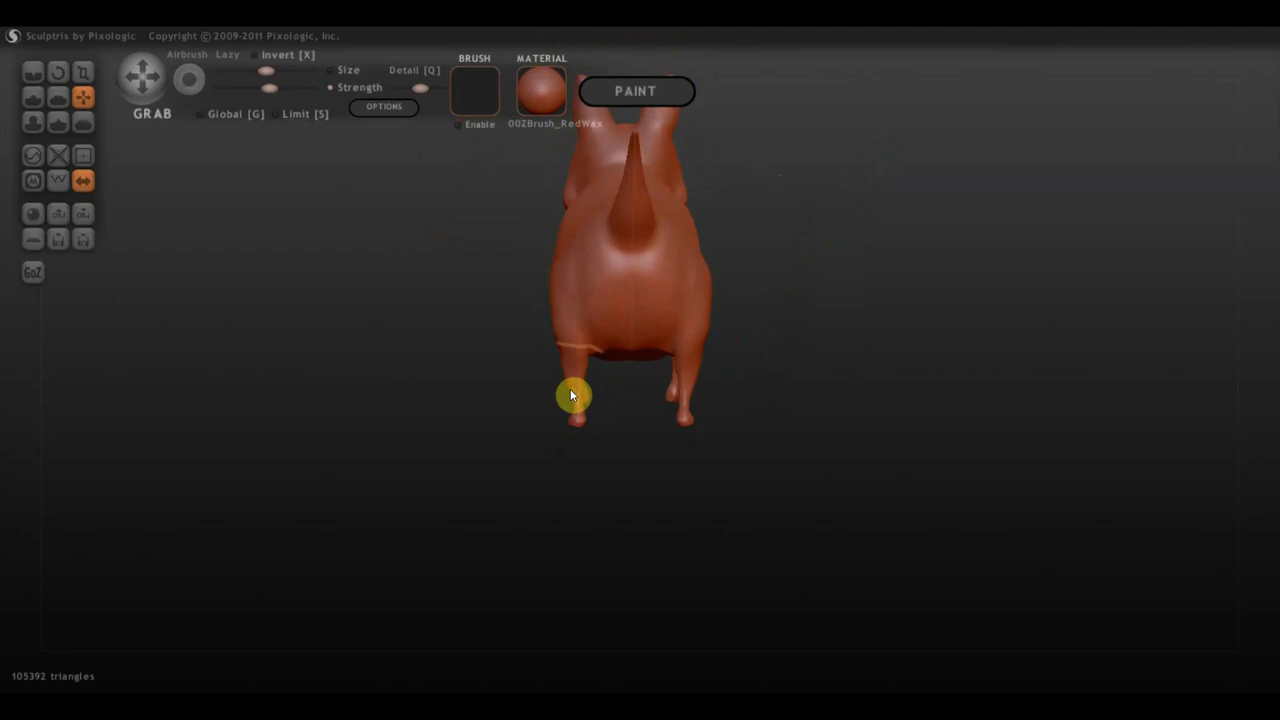 Sculptris by Pixologic Copyright © 2009-2011 Pixologic, Inc.
Airbrush Lazy Invert [X]
BRUSH MATERIAL
Size Detail [Q]
Strength
PAINT
OPTIONS
GRAB Global [G] Limit [S]
Enable 00ZBrush_RedWax
GoZ
105392 triangles